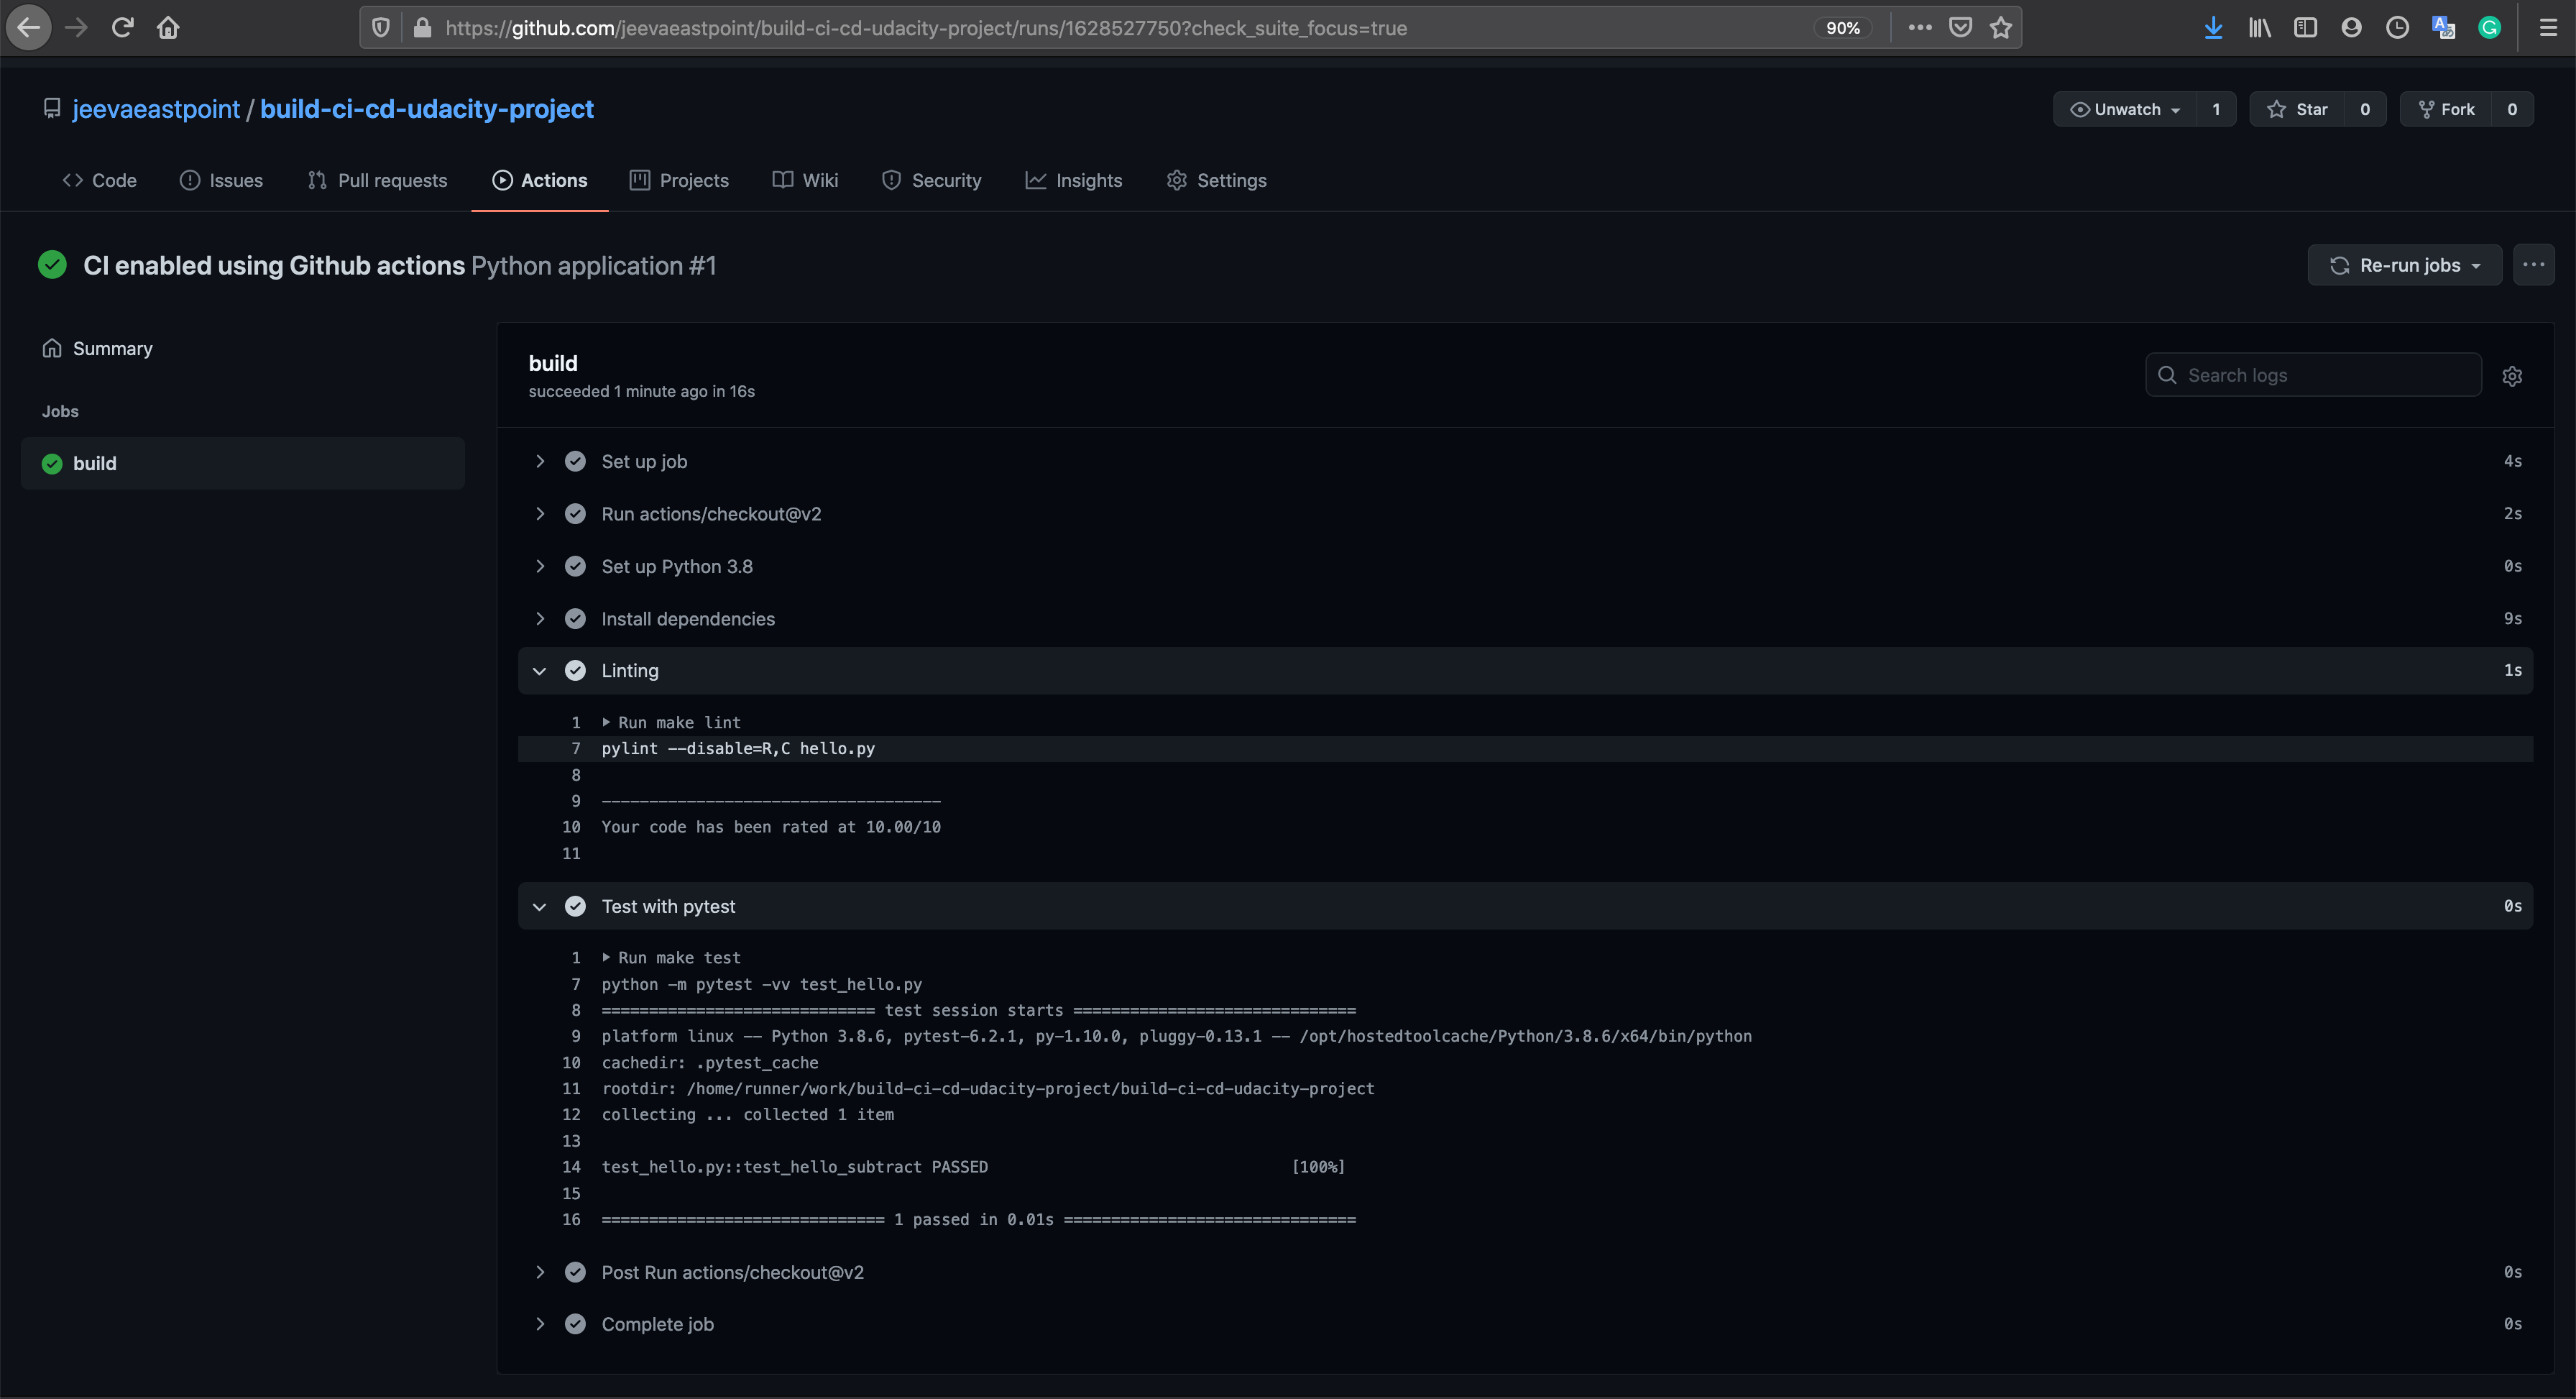 https://github.com/jeevaeastpoint/build-ci-cd-udacity-project/runs/1628527750?check_suite_focus=true 90%
jeevaeastpoint / build-ci-cd-udacity-project Unwatch 1 Star 0 Fork 0
Code Issues Pull requests Actions Projects Wiki Security Insights Settings
CI enabled using Github actions Python application #1 Re-run jobs
Summary
Jobs
build
build
succeeded 1 minute ago in 16s
Search logs
Set up job 4s
Run actions/checkout@v2 2s
Set up Python 3.8 0s
Install dependencies 9s
Linting 1s
1 Run make lint
7 pylint --disable=R,C hello.py
8
9 ------------------------------------
10 Your code has been rated at 10.00/10
11
Test with pytest 0s
1 Run make test
7 python -m pytest -vv test_hello.py
8 ============================= test session starts ==============================
9 platform linux -- Python 3.8.6, pytest-6.2.1, py-1.10.0, pluggy-0.13.1 -- /opt/hostedtoolcache/Python/3.8.6/x64/bin/python
10 cachedir: .pytest_cache
11 rootdir: /home/runner/work/build-ci-cd-udacity-project/build-ci-cd-udacity-project
12 collecting ... collected 1 item
13
14 test_hello.py::test_hello_subtract PASSED [100%]
15
16 ============================== 1 passed in 0.01s ===============================
Post Run actions/checkout@v2 0s
Complete job 0s